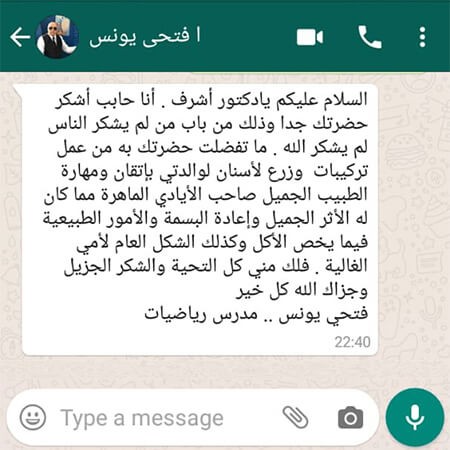 ا فتحى يونس
السلام عليكم يادكتور أشرف . أنا حابب أشكر
حضرتك جدا وذلك من باب من لم يشكر الناس
لم يشكر الله . ما تفضلت حضرتك به من عمل
تركيبات وزرع لأسنان لوالدتي بإتقان ومهارة
الطبيب الجميل صاحب الأيادي الماهرة مما كان
له الأثر الجميل وإعادة البسمة والأمور الطبيعية
فيما يخص الأكل وكذلك الشكل العام لأمي
الغالية . فلك مني كل التحية والشكر الجزيل
وجزاك الله كل خير
فتحي يونس .. مدرس رياضيات
22:40
Type a message